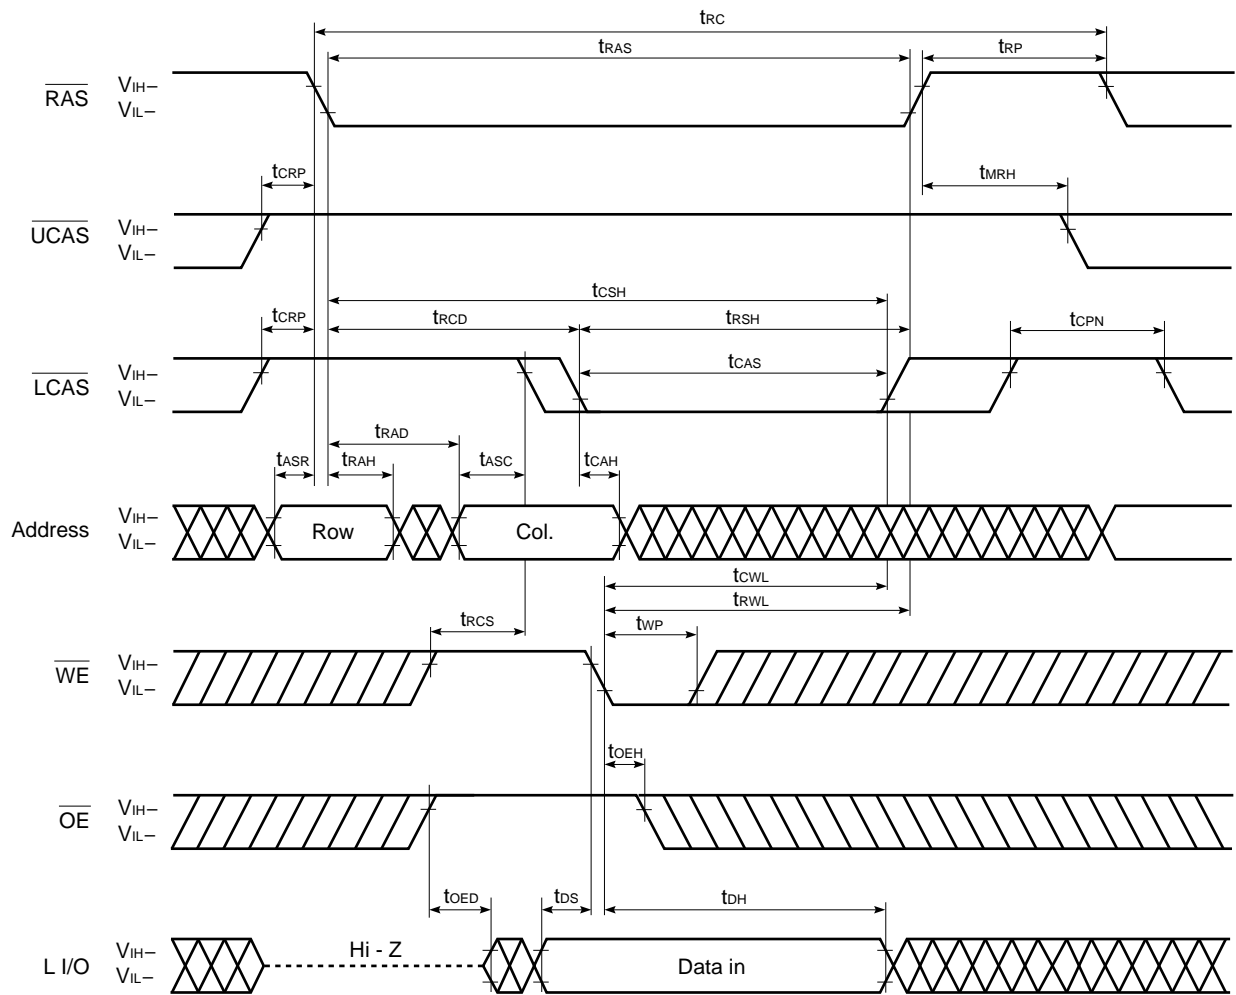 tRC
tRAS tRP
RAS VIH–
VIL–
tCRP tMRH
UCAS VIH–
VIL–
tCSH
tCRP tRCD tRSH tCPN
LCAS VIH– tCAS
VIL–
tRAD
tASR tRAH tASC tCAH
Address VIH– Row Col.
VIL–
tCWL
tRWL
tRCS tWP
WE VIH–
VIL–
tOEH
OE VIH–
VIL–
tOED tDS tDH
L I/O VIH– Hi - Z Data in
VIL–